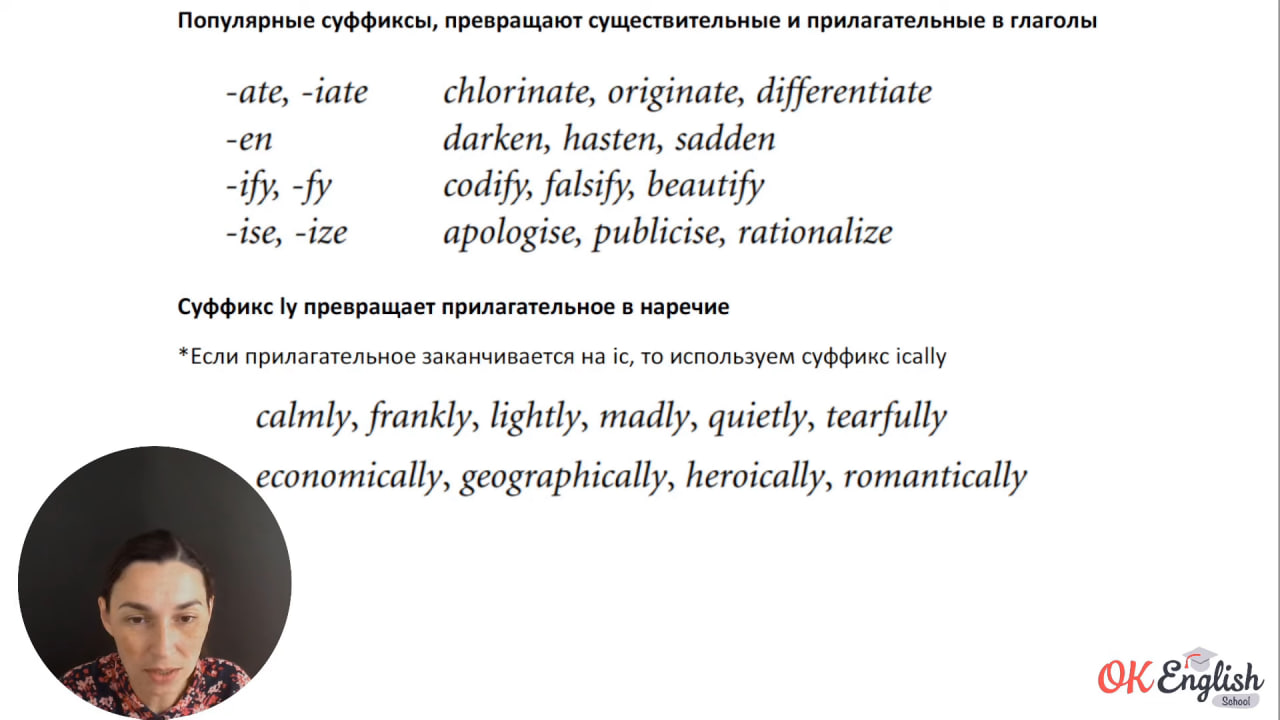 Популярные суффиксы, превращают существительные и прилагательные в глаголы
-ate, -iate chlorinate, originate, differentiate
-en darken, hasten, sadden
-ify, -fy codify, falsify, beautify
-ise, -ize apologise, publicise, rationalize
Суффикс ly превращает прилагательное в наречие
*Если прилагательное заканчивается на ic, то используем суффикс ically
calmly, frankly, lightly, madly, quietly, tearfully
economically, geographically, heroically, romantically
OK English
School